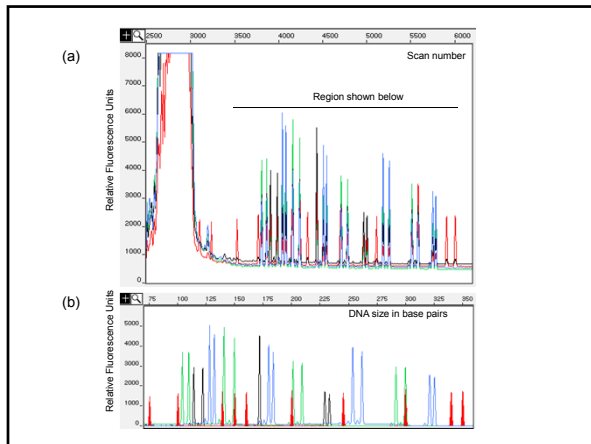 2500 3000 3500 4000 4500 5000 5500 6000
(a)
Scan number
Region shown below
Relative Fluorescence Units
8000
7000
6000
5000
4000
3000
2000
1000
0
(b)
75 100 125 150 175 200 225 250 275 300 325 350
DNA size in base pairs
Relative Fluorescence Units
5000
4000
3000
2000
1000
0